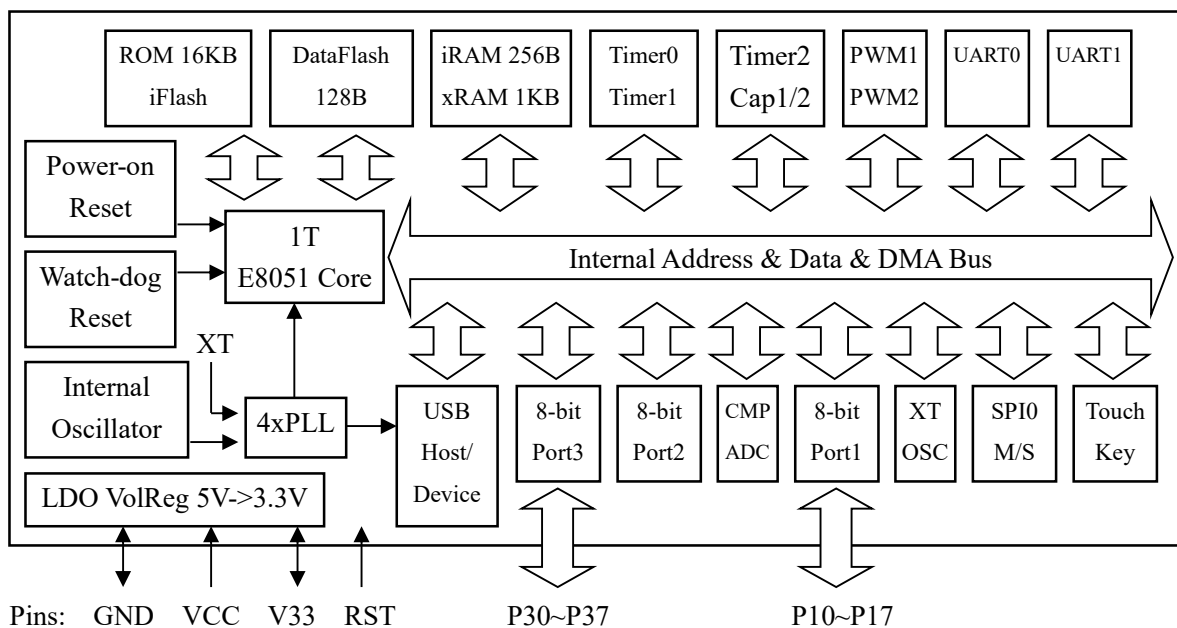 ROM 16KB
iFlash
DataFlash
128B
iRAM 256B
xRAM 1KB
Timer0
Timer1
Timer2
Cap1/2
PWM1
PWM2
UART0
UART1
Power-on
Reset
1T
E8051 Core
Internal Address & Data & DMA Bus
Watch-dog
Reset
XT
Internal
Oscillator
4xPLL
USB
Host/
Device
8-bit
Port3
8-bit
Port2
CMP
ADC
8-bit
Port1
XT
OSC
SPI0
M/S
Touch
Key
LDO VolReg 5V->3.3V
Pins: GND VCC V33 RST P30~P37 P10~P17